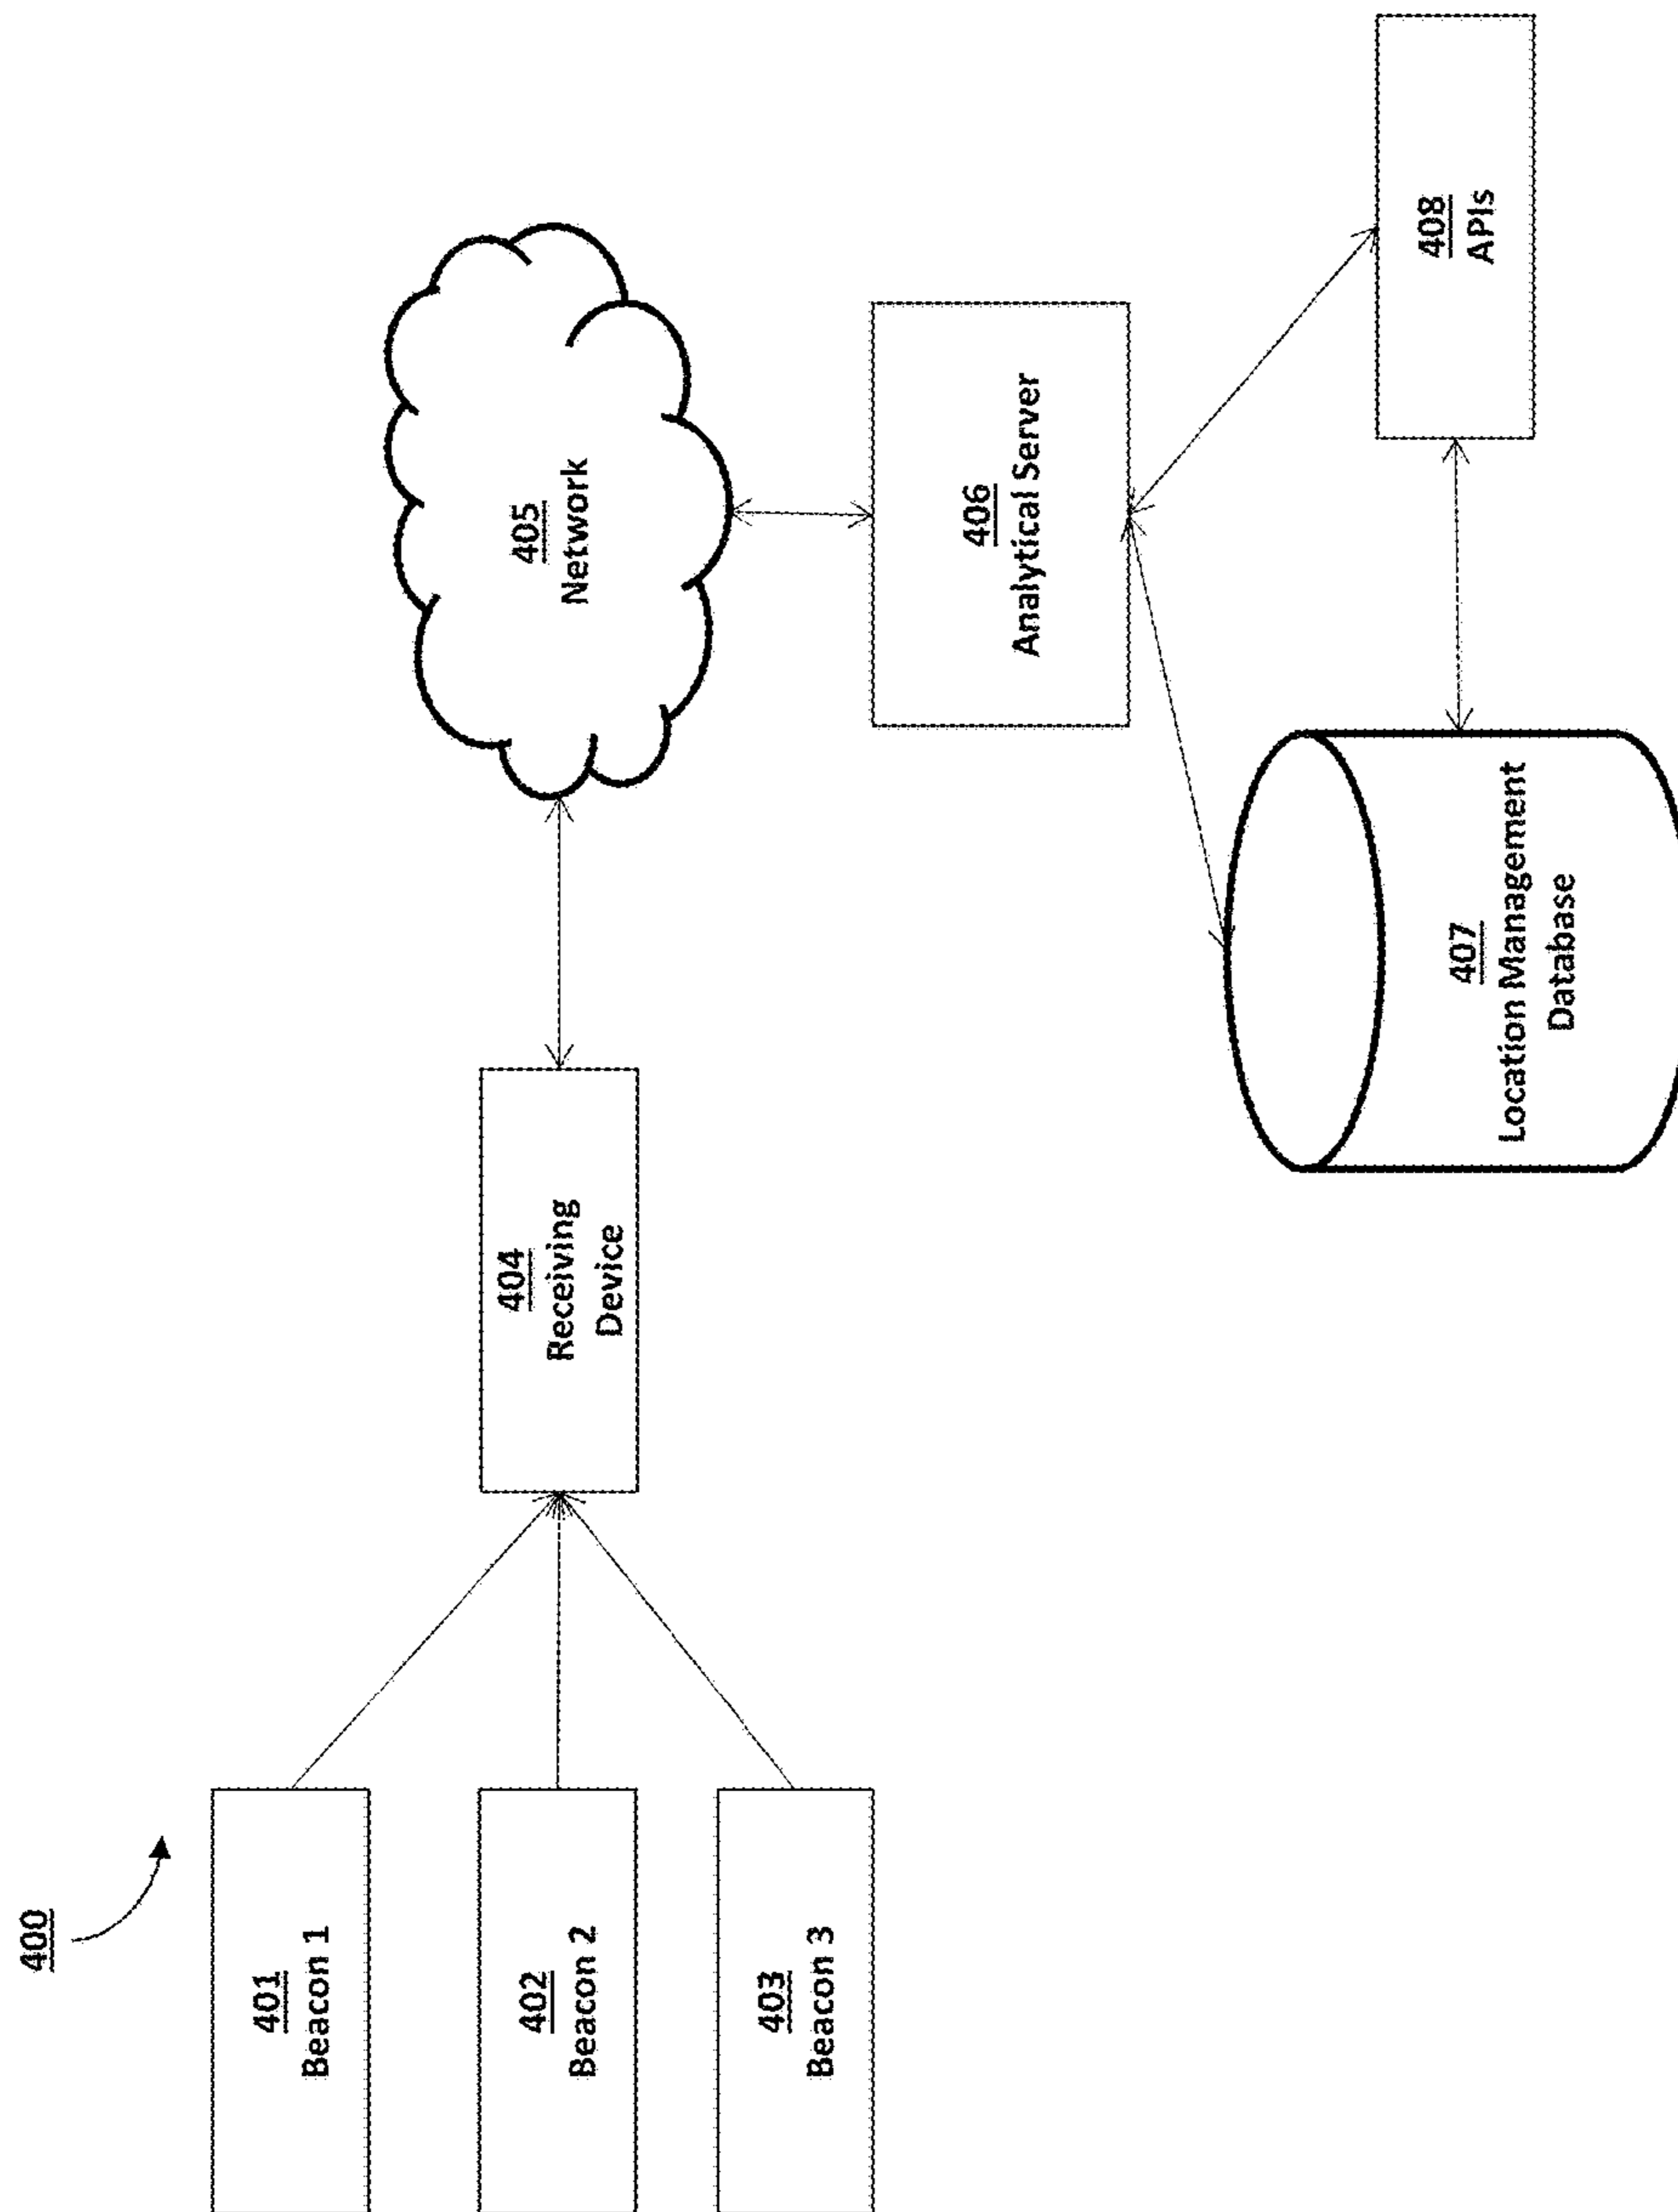 400
401
Beacon 1
402
Beacon 2
403
Beacon 3
404
Receiving
Device
405
Network
406
Analytical Server
407
Location Management
Database
408
APIs